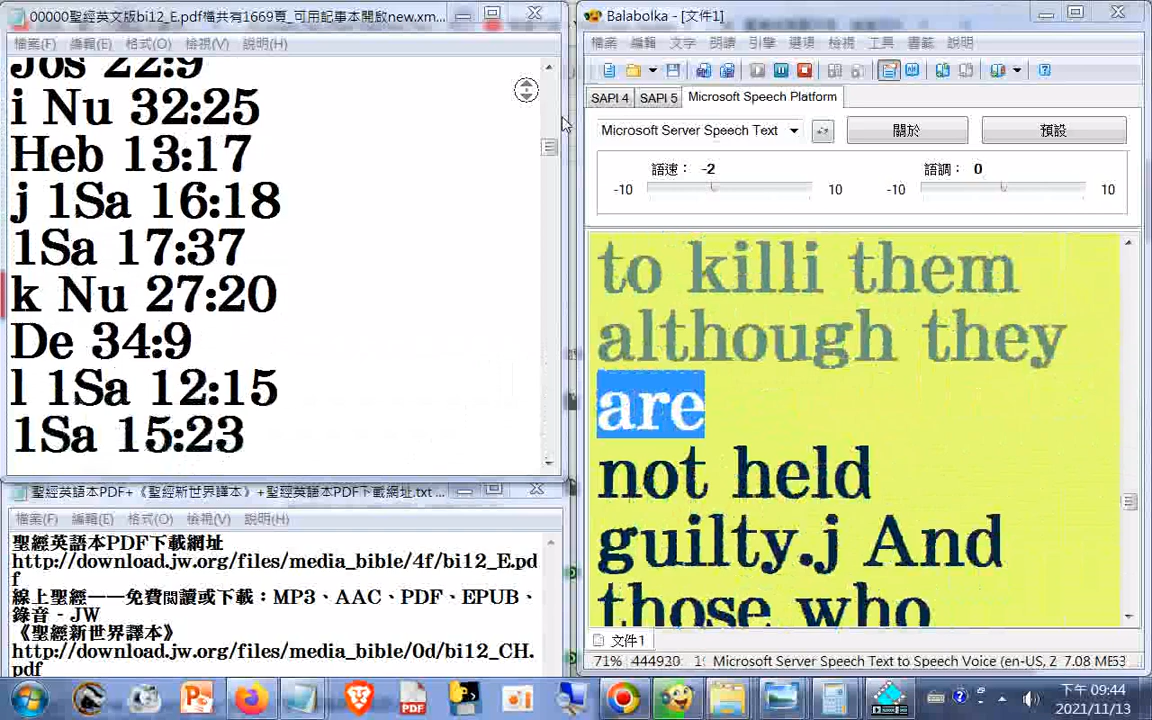 00000聖經英文版bi12_E.pdf檔共有1669頁_可用記事本開啟new.xm...
檔案(F) 編輯(E) 格式(O) 檢視(V) 說明(H)
Jos 22:9
i Nu 32:25
Heb 13:17
j 1Sa 16:18
1Sa 17:37
k Nu 27:20
De 34:9
l 1Sa 12:15
1Sa 15:23
聖經英語本PDF+《聖經新世界譯本》+聖經英語本PDF下載網址.txt ...
檔案(F) 編輯(E) 格式(O) 檢視(V) 說明(H)
聖經英語本PDF下載網址
http://download.jw.org/files/media_bible/4f/bi12_E.pd
f
線上聖經——免費閱讀或下載：MP3、AAC、PDF、EPUB、
錄音 - JW
《聖經新世界譯本》
http://download.jw.org/files/media_bible/0d/bi12_CH.
pdf
Balabolka - [文件1]
檔案 編輯 文字 朗讀 引擎 選項 檢視 工具 書籤 說明
SAPI 4 SAPI 5 Microsoft Speech Platform
Microsoft Server Speech Text 關於 預設
語速： -2 語調： 0
-10 10 -10 10
to killi them
although they
are
not held
guilty.j And
those who
文件1
71% 444920 Microsoft Server Speech Text to Speech Voice (en-US, Z 7.08 ME53
下午 09:44
2021/11/13